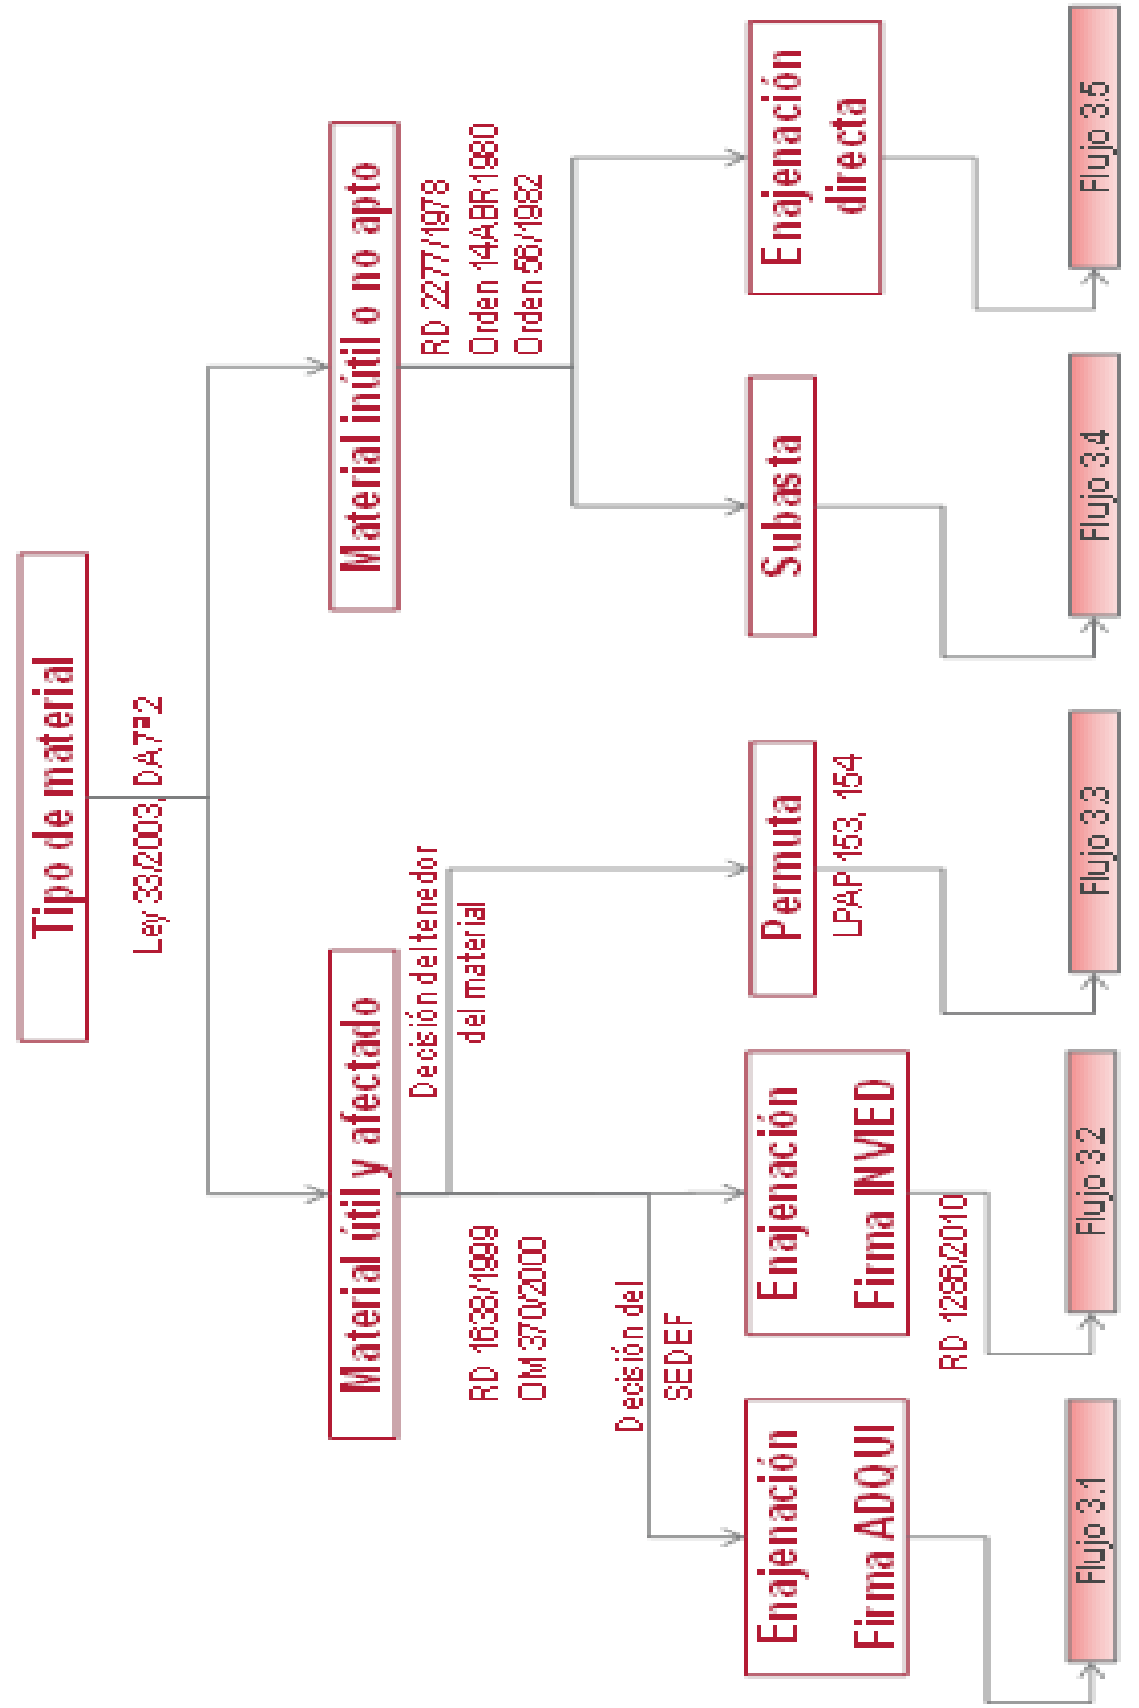 Tipo de material
Ley 33/2003, DA7ª2
Material útil y afectado
Material inútil o no apto
Decisión del tenedor
del material
RD 1638/1999
OM 370/2000
Decisión del
SEDEF
RD 2277/1978
Orden 14ABR1980
Orden 56/1982
Enajenación
Firma ADQUI
Enajenación
Firma INVIED
Permuta
Subasta
Enajenación
directa
RD 1286/2010
LPAP 153, 154
Flujo 3.1
Flujo 3.2
Flujo 3.3
Flujo 3.4
Flujo 3.5